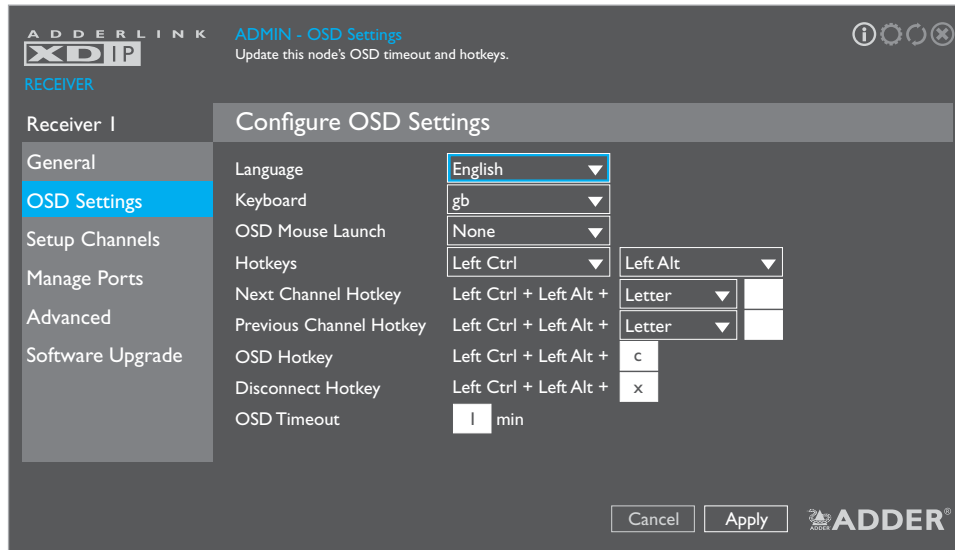 ADDERLINK
XDIP
RECEIVER
ADMIN - OSD Settings
Update this node's OSD timeout and hotkeys.
Receiver 1
General
OSD Settings
Setup Channels
Manage Ports
Advanced
Software Upgrade
Configure OSD Settings
Language English
Keyboard gb
OSD Mouse Launch None
Hotkeys Left Ctrl Left Alt
Next Channel Hotkey Left Ctrl + Left Alt + Letter
Previous Channel Hotkey Left Ctrl + Left Alt + Letter
OSD Hotkey Left Ctrl + Left Alt + c
Disconnect Hotkey Left Ctrl + Left Alt + x
OSD Timeout 1 min
Cancel Apply
ADDER ADDER®